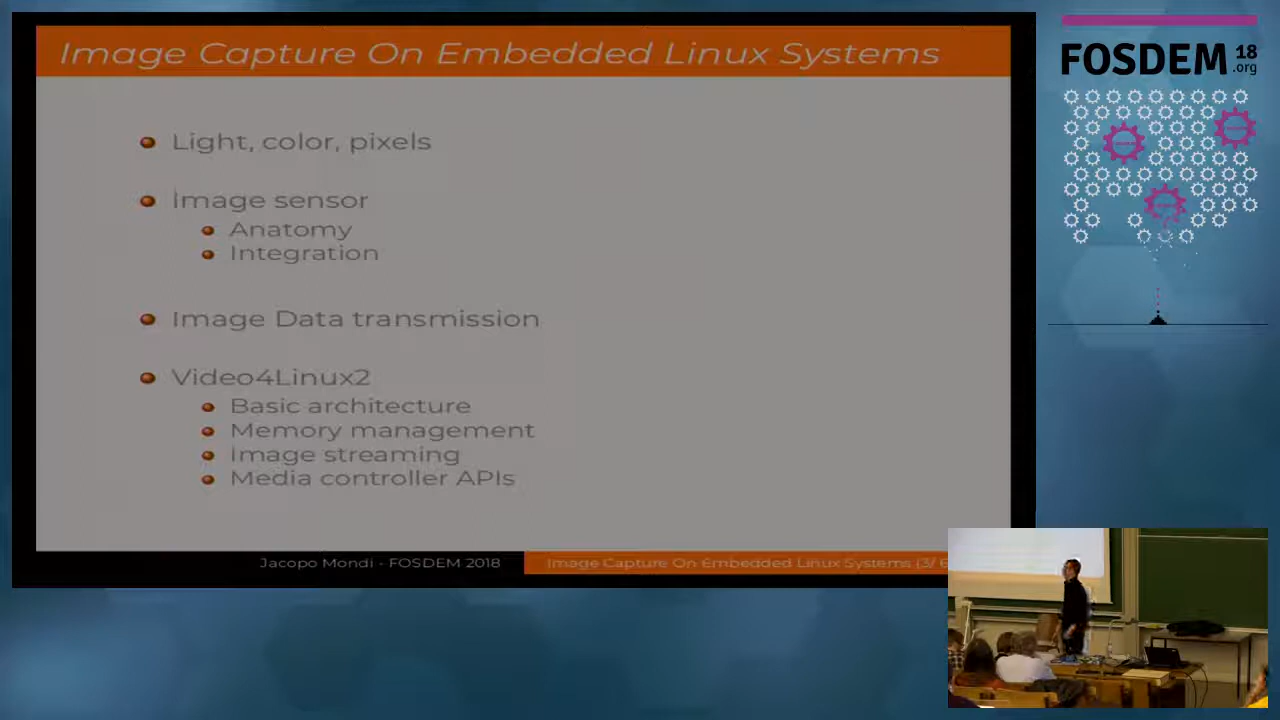 Image Capture On Embedded Linux Systems
Light, color, pixels
Image sensor
Anatomy
Integration
Image Data transmission
Video4Linux2
Basic architecture
Memory management
Image streaming
Media controller APIs
Jacopo Mondi - FOSDEM 2018
Image Capture On Embedded Linux Systems (3/ 6
FOSDEM 18
.org